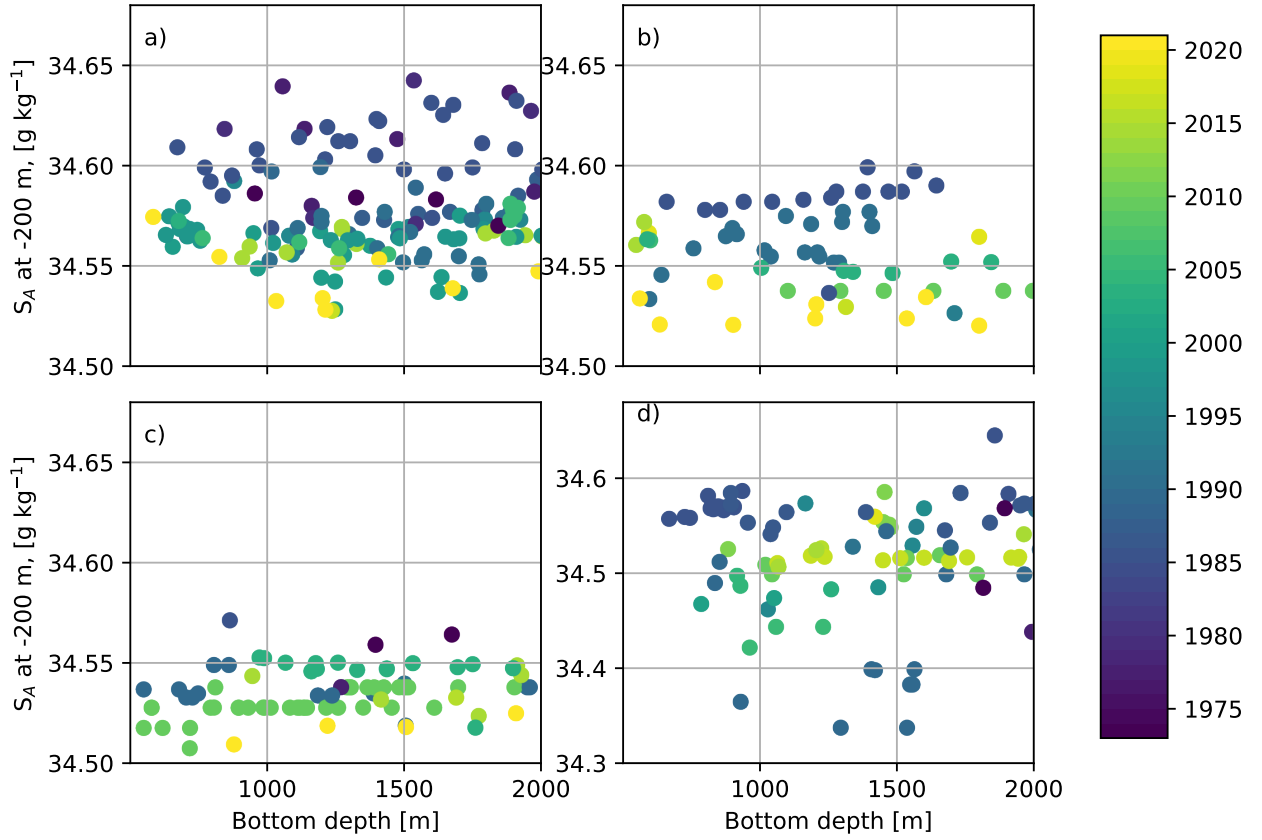 a)
b)
34.65
34.60
34.55
34.50
S_A at -200 m, [g kg⁻¹]
34.65
34.60
34.55
34.50
c)
d)
34.65
34.60
34.55
34.50
S_A at -200 m, [g kg⁻¹]
34.6
34.5
34.4
34.3
1000 1500 2000
Bottom depth [m]
1000 1500 2000
Bottom depth [m]
2020
2015
2010
2005
2000
1995
1990
1985
1980
1975